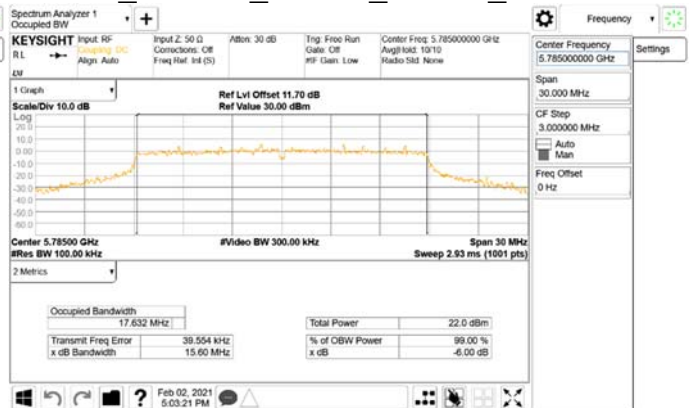 Spectrum Analyzer 1
Occupied BW
+
Frequency
KEYSIGHT
RL
Input: RF
Coupling: DC
Align: Auto
Input Z: 50 Ω
Corrections: Off
Freq Ref: Int (S)
Atten: 30 dB
Trig: Free Run
Gate: Off
#IF Gain: Low
Center Freq: 5.785000000 GHz
Avg|Hold: 10/10
Radio Std: None
LVI
1 Graph
Scale/Div 10.0 dB
Ref Lvl Offset 11.70 dB
Ref Value 30.00 dBm
Log
20.0
10.0
0.00
-10.0
-20.0
-30.0
-40.0
-50.0
-60.0
Center 5.78500 GHz
#Res BW 100.00 kHz
#Video BW 300.00 kHz
Span 30 MHz
Sweep 2.93 ms (1001 pts)
2 Metrics
Occupied Bandwidth
17.632 MHz
Total Power 22.0 dBm
Transmit Freq Error 39.554 kHz
% of OBW Power 99.00 %
x dB Bandwidth 15.60 MHz
x dB -6.00 dB
?
Feb 02, 2021
5:03:21 PM
Center Frequency
5.785000000 GHz
Span
30.000 MHz
CF Step
3.000000 MHz
Auto
Man
Freq Offset
0 Hz
Settings